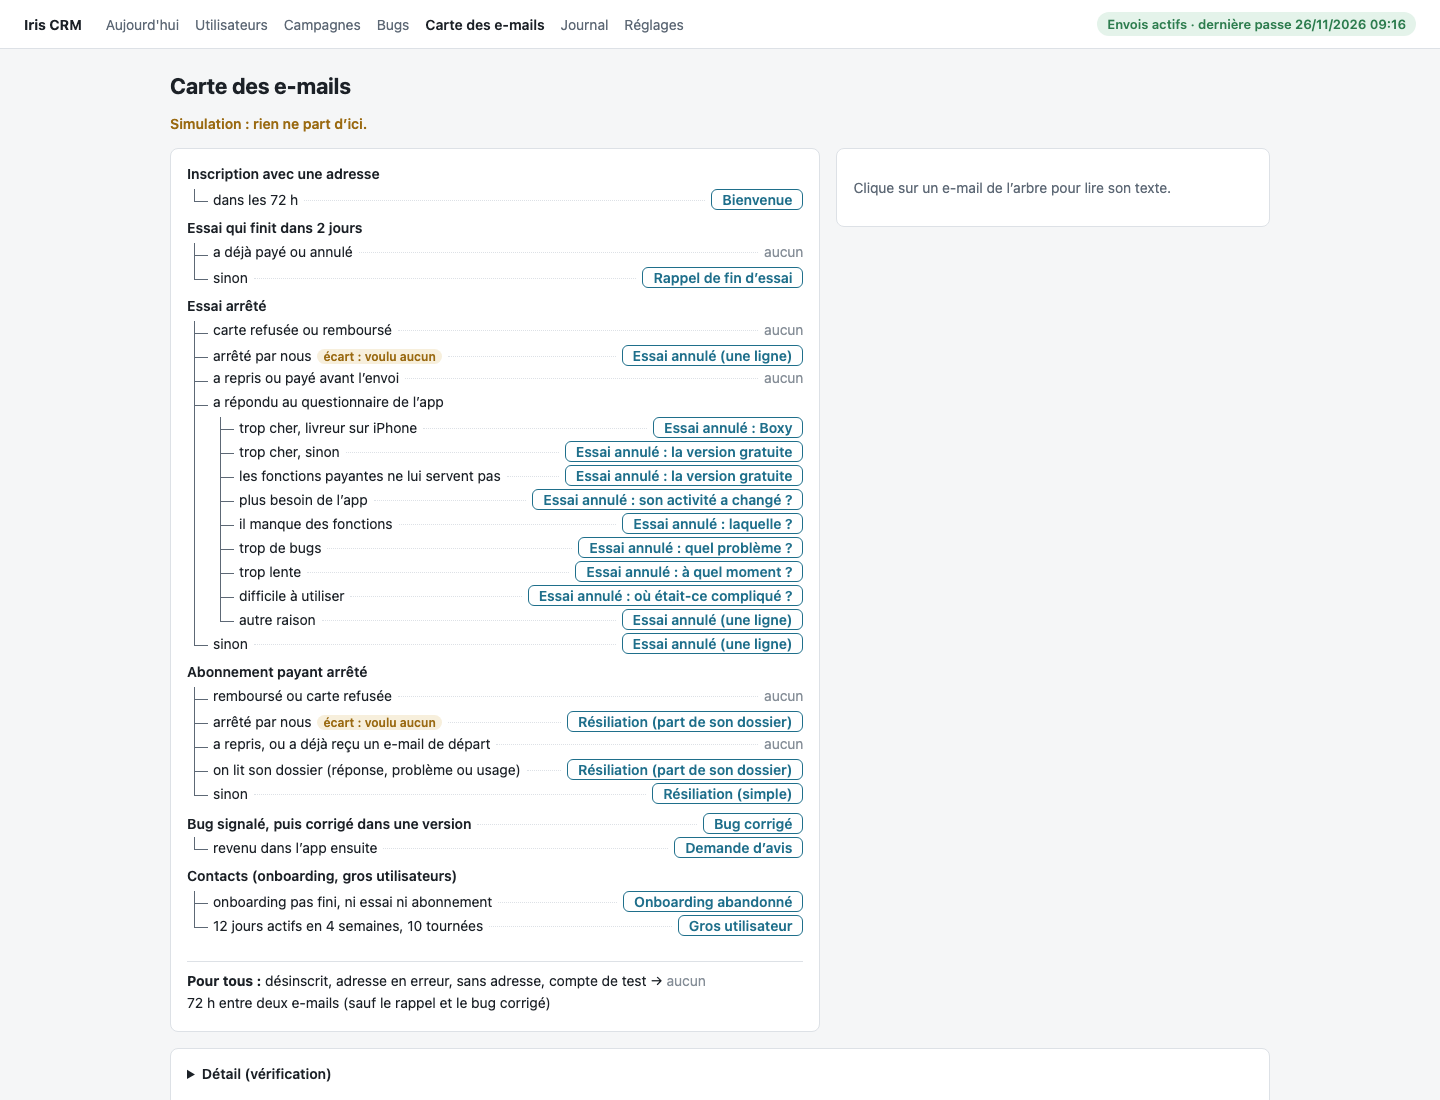 Iris CRM Aujourd'hui Utilisateurs Campagnes Bugs Carte des e-mails Journal Réglages Envois actifs · dernière passe 26/11/2026 09:16
Carte des e-mails
Simulation : rien ne part d’ici.
Inscription avec une adresse
dans les 72 h Bienvenue
Essai qui finit dans 2 jours
a déjà payé ou annulé aucun
sinon Rappel de fin d’essai
Essai arrêté
carte refusée ou remboursé aucun
arrêté par nous écart : voulu aucun Essai annulé (une ligne)
a repris ou payé avant l’envoi aucun
a répondu au questionnaire de l’app
trop cher, livreur sur iPhone Essai annulé : Boxy
trop cher, sinon Essai annulé : la version gratuite
les fonctions payantes ne lui servent pas Essai annulé : la version gratuite
plus besoin de l’app Essai annulé : son activité a changé ?
il manque des fonctions Essai annulé : laquelle ?
trop de bugs Essai annulé : quel problème ?
trop lente Essai annulé : à quel moment ?
difficile à utiliser Essai annulé : où était-ce compliqué ?
autre raison Essai annulé (une ligne)
sinon Essai annulé (une ligne)
Abonnement payant arrêté
remboursé ou carte refusée aucun
arrêté par nous écart : voulu aucun Résiliation (part de son dossier)
a repris, ou a déjà reçu un e-mail de départ aucun
on lit son dossier (réponse, problème ou usage) Résiliation (part de son dossier)
sinon Résiliation (simple)
Bug signalé, puis corrigé dans une version Bug corrigé
revenu dans l’app ensuite Demande d’avis
Contacts (onboarding, gros utilisateurs)
onboarding pas fini, ni essai ni abonnement Onboarding abandonné
12 jours actifs en 4 semaines, 10 tournées Gros utilisateur
Pour tous : désinscrit, adresse en erreur, sans adresse, compte de test → aucun
72 h entre deux e-mails (sauf le rappel et le bug corrigé)
Clique sur un e-mail de l’arbre pour lire son texte.
Détail (vérification)